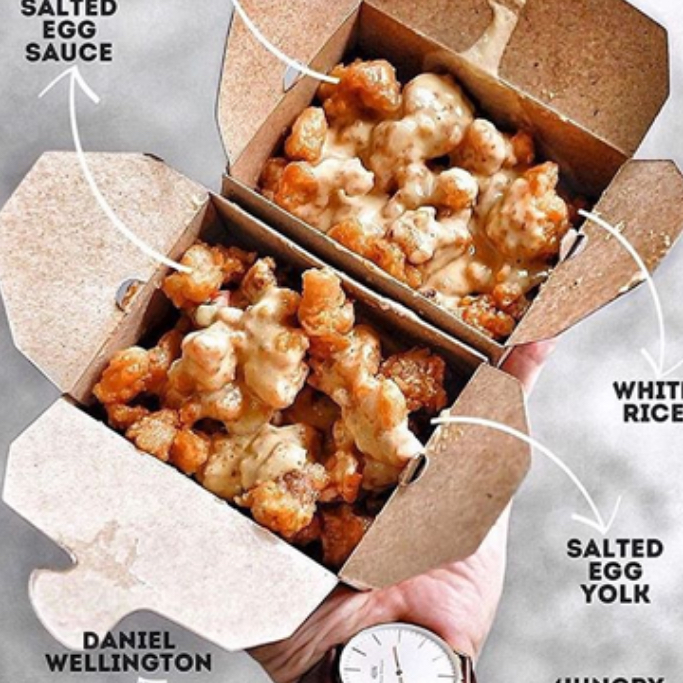 SALTED
EGG
SAUCE
WHITE
RICE
SALTED
EGG
YOLK
DANIEL
WELLINGTON